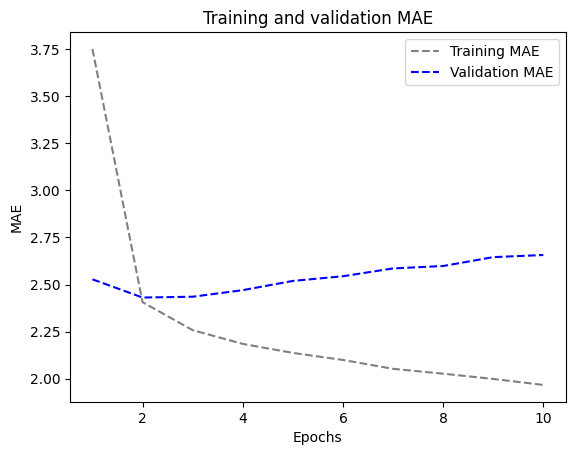 Training and validation MAE
Training MAE
Validation MAE
MAE
3.75
3.50
3.25
3.00
2.75
2.50
2.25
2.00
2
4
6
8
10
Epochs